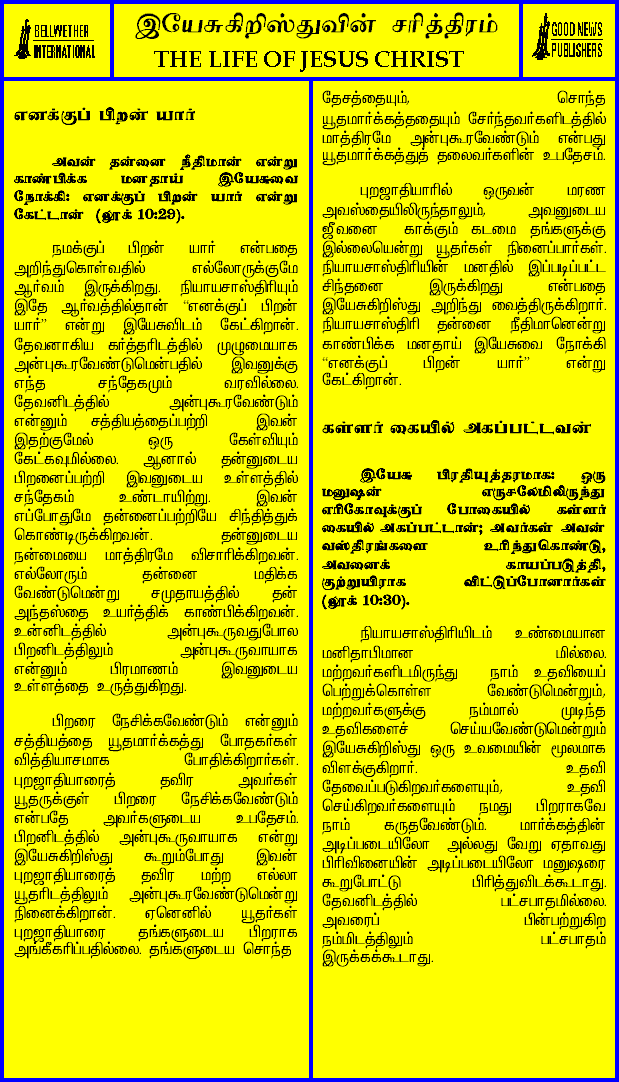 BELLWETHER
INTERNATIONAL
இயேசுகிறிஸ்துவின் சரித்திரம்
THE LIFE OF JESUS CHRIST
GOOD NEWS
PUBLISHERS
எனக்குப் பிறன் யார்
அவன் தன்னை நீதிமான் என்று
காண்பிக்க மனதாய் இயேசுவை
நோக்கி: எனக்குப் பிறன் யார் என்று
கேட்டான் (லூக் 10:29).
நமக்குப் பிறன் யார் என்பதை
அறிந்துகொள்வதில் எல்லோருக்குமே
ஆர்வம் இருக்கிறது. நியாயசாஸ்திரியும்
இதே ஆர்வத்தில்தான் “எனக்குப் பிறன்
யார்” என்று இயேசுவிடம் கேட்கிறான்.
தேவனாகிய கர்த்தரிடத்தில் முழுமையாக
அன்புகூரவேண்டுமென்பதில் இவனுக்கு
எந்த சந்தேகமும் வரவில்லை.
தேவனிடத்தில் அன்புகூரவேண்டும்
என்னும் சத்தியத்தைப்பற்றி இவன்
இதற்குமேல் ஒரு கேள்வியும்
கேட்கவுமில்லை. ஆனால் தன்னுடைய
பிறனைப்பற்றி இவனுடைய உள்ளத்தில்
சந்தேகம் உண்டாயிற்று. இவன்
எப்போதுமே தன்னைப்பற்றியே சிந்தித்துக்
கொண்டிருக்கிறவன். தன்னுடைய
நன்மையை மாத்திரமே விசாரிக்கிறவன்.
எல்லோரும் தன்னை மதிக்க
வேண்டுமென்று சமுதாயத்தில் தன்
அந்தஸ்தை உயர்த்திக் காண்பிக்கிறவன்.
உன்னிடத்தில் அன்புகூருவதுபோல
பிறனிடத்திலும் அன்புகூருவாயாக
என்னும் பிரமாணம் இவனுடைய
உள்ளத்தை உருத்துகிறது.
பிறரை நேசிக்கவேண்டும் என்னும்
சத்தியத்தை யூதமார்க்கத்து போதகர்கள்
வித்தியாசமாக போதிக்கிறார்கள்.
புறஜாதியாரைத் தவிர அவர்கள்
யூதருக்குள் பிறரை நேசிக்கவேண்டும்
என்பதே அவர்களுடைய உபதேசம்.
பிறனிடத்தில் அன்புகூருவாயாக என்று
இயேசுகிறிஸ்து கூறும்போது இவன்
புறஜாதியாரைத் தவிர மற்ற எல்லா
யூதரிடத்திலும் அன்புகூரவேண்டுமென்று
நினைக்கிறான். ஏனெனில் யூதர்கள்
புறஜாதியாரை தங்களுடைய பிறராக
அங்கீகரிப்பதில்லை. தங்களுடைய சொந்த
தேசத்தையும், சொந்த
யூதமார்க்கத்ததையும் சேர்ந்தவர்களிடத்தில்
மாத்திரமே அன்புகூரவேண்டும் என்பது
யூதமார்க்கத்துத் தலைவர்களின் உபதேசம்.
புறஜாதியாரில் ஒருவன் மரண
அவஸ்தையிலிருந்தாலும், அவனுடைய
ஜீவனை காக்கும் கடமை தங்களுக்கு
இல்லையென்று யூதர்கள் நினைப்பார்கள்.
நியாயசாஸ்திரியின் மனதில் இப்படிப்பட்ட
சிந்தனை இருக்கிறது என்பதை
இயேசுகிறிஸ்து அறிந்து வைத்திருக்கிறார்.
நியாயசாஸ்திரி தன்னை நீதிமானென்று
காண்பிக்க மனதாய் இயேசுவை நோக்கி
“எனக்குப் பிறன் யார்” என்று
கேட்கிறான்.
கள்ளர் கையில் அகப்பட்டவன்
இயேசு பிரதியுத்தரமாக: ஒரு
மனுஷன் எருசலேமிலிருந்து
எரிகோவுக்குப் போகையில் கள்ளர்
கையில் அகப்பட்டான்; அவர்கள் அவன்
வஸ்திரங்களை உரிந்துகொண்டு,
அவனைக் காயப்படுத்தி,
குற்றுயிராக விட்டுப்போனார்கள்
(லூக் 10:30).
நியாயசாஸ்திரியிடம் உண்மையான
மனிதாபிமான மில்லை.
மற்றவர்களிடமிருந்து நாம் உதவியைப்
பெற்றுக்கொள்ள வேண்டுமென்றும்,
மற்றவர்களுக்கு நம்மால் முடிந்த
உதவிகளைச் செய்யவேண்டுமென்றும்
இயேசுகிறிஸ்து ஒரு உவமையின் மூலமாக
விளக்குகிறார். உதவி
தேவைப்படுகிறவர்களையும், உதவி
செய்கிறவர்களையும் நமது பிறராகவே
நாம் கருதவேண்டும். மார்க்கத்தின்
அடிப்படையிலோ அல்லது வேறு ஏதாவது
பிரிவினையின் அடிப்படையிலோ மனுஷரை
கூறுபோட்டு பிரித்துவிடக்கூடாது.
தேவனிடத்தில் பட்சபாதமில்லை.
அவரைப் பின்பற்றுகிற
நம்மிடத்திலும் பட்சபாதம்
இருக்கக்கூடாது.